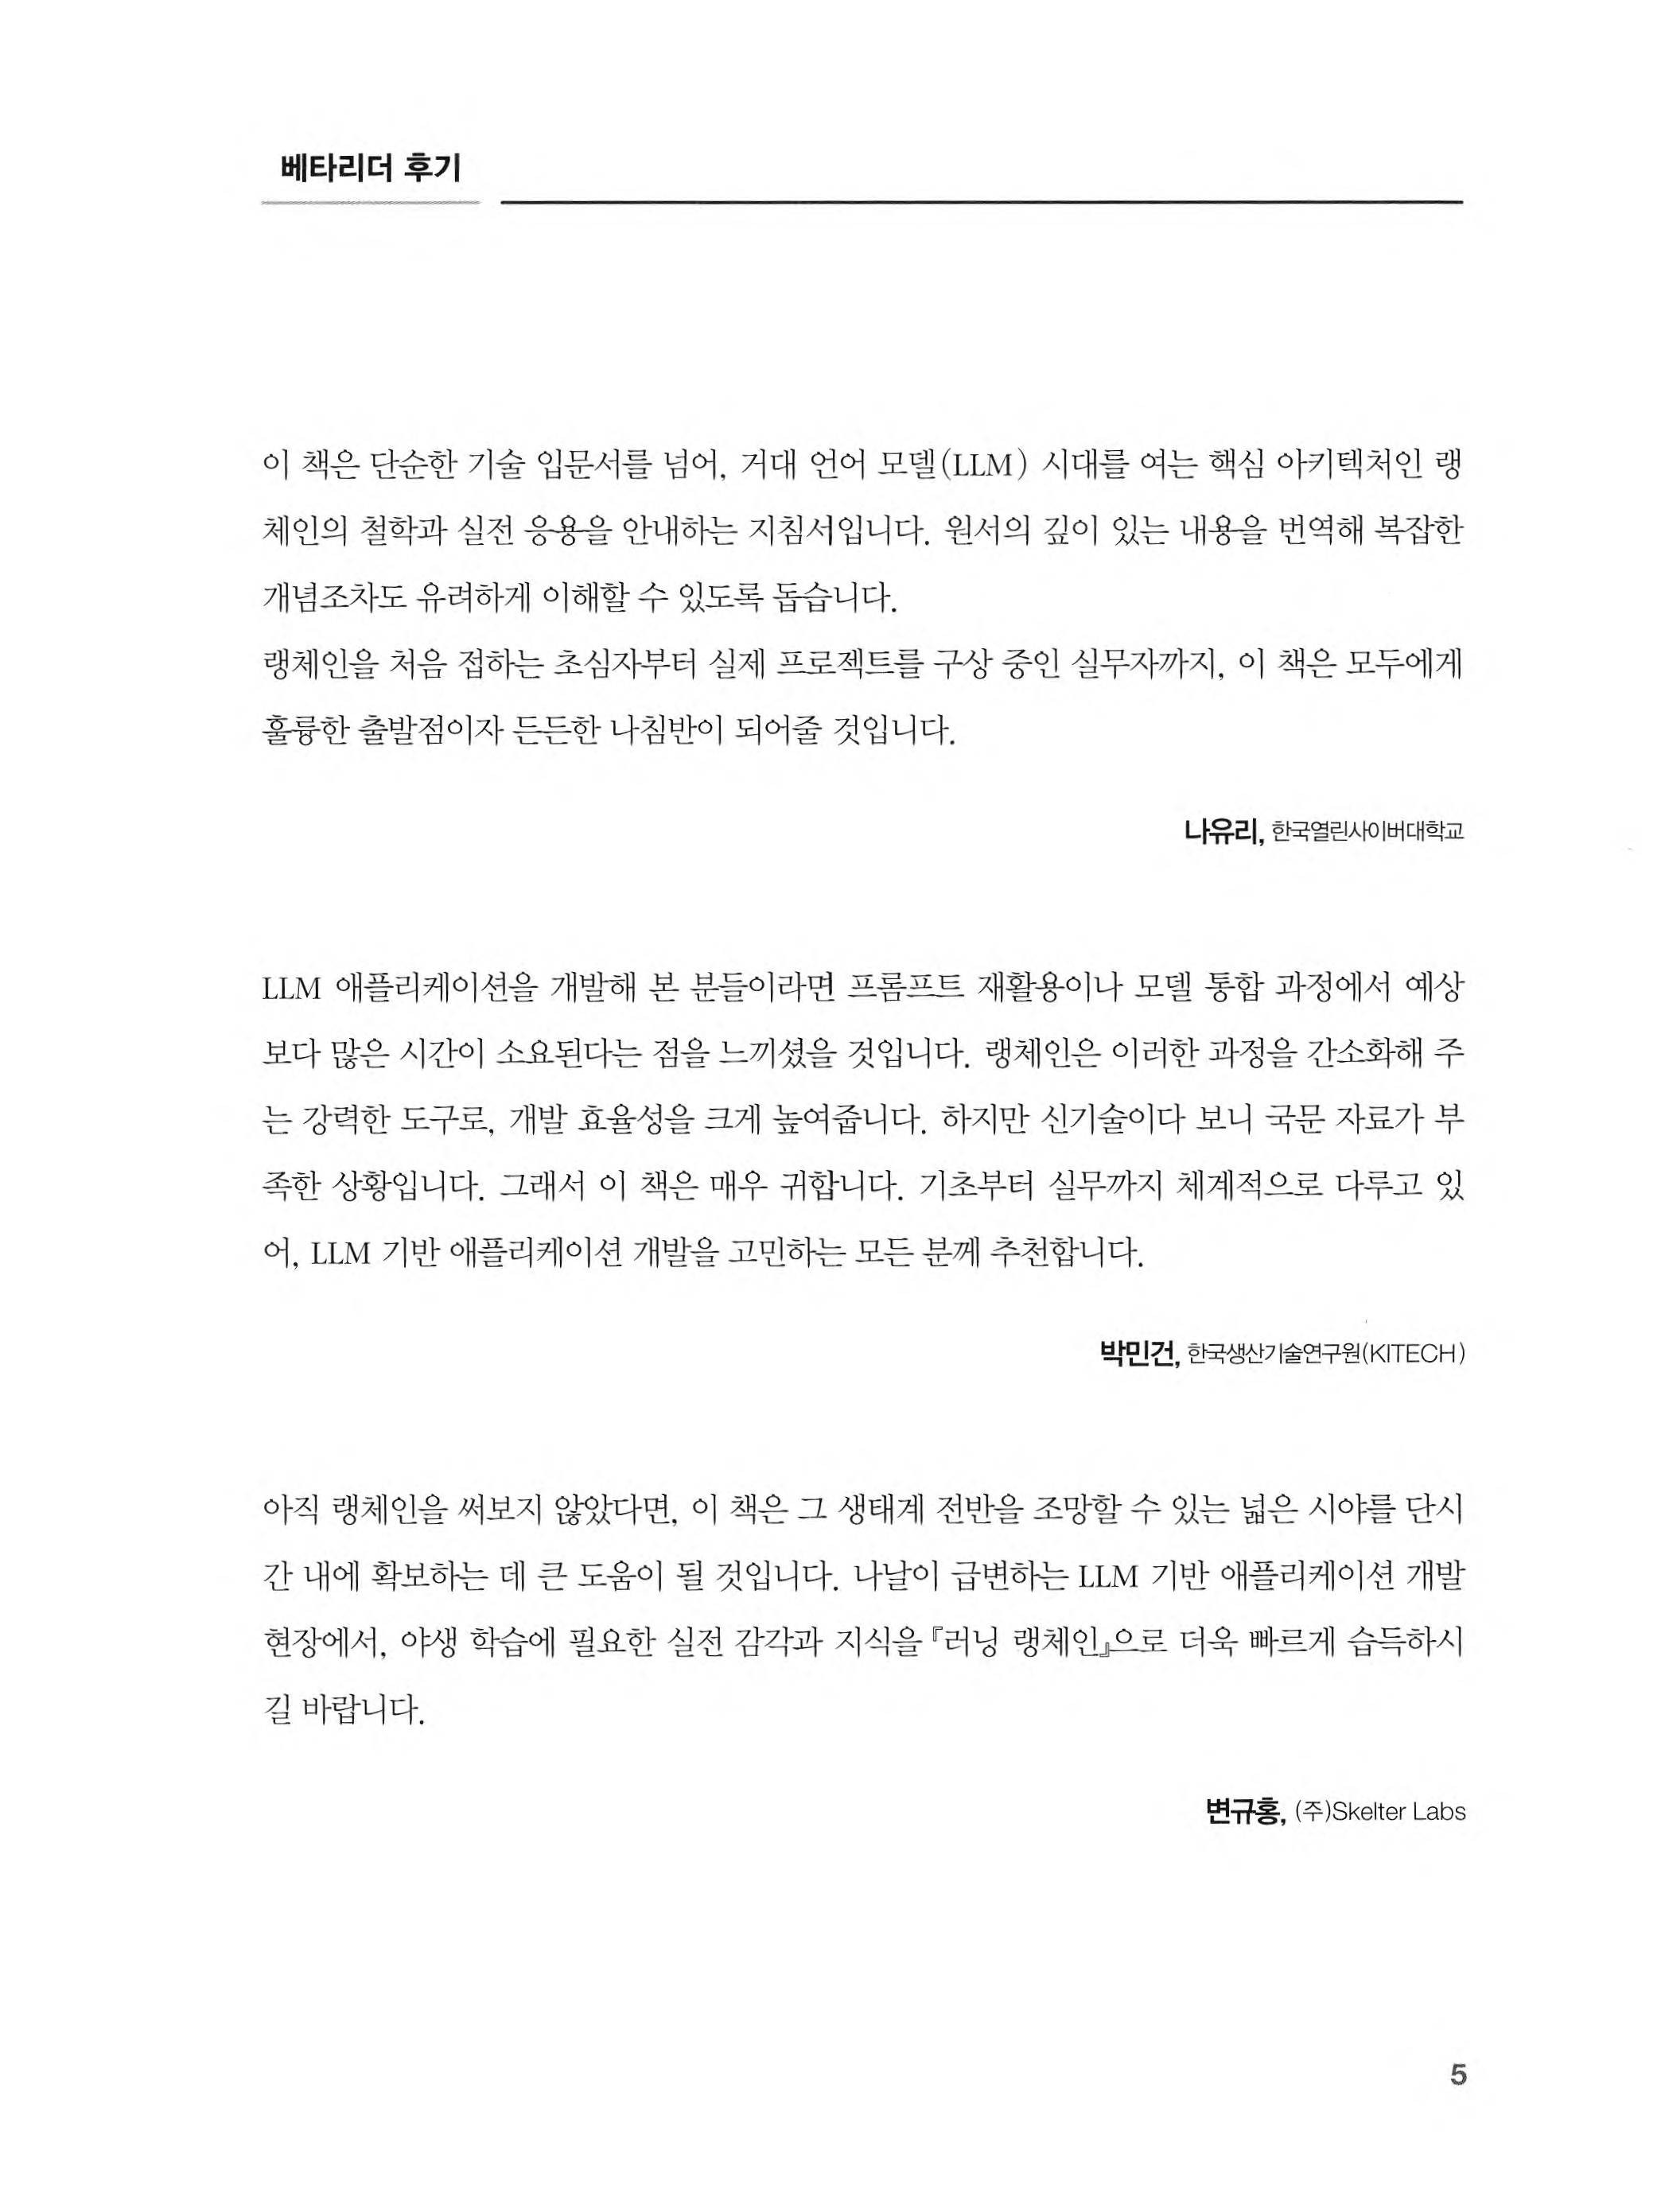 베타리더 후기
이 책은 단순한 기술 입문서를 넘어, 거대 언어 모델(LLM) 시대를 여는 핵심 아키텍처인 랭
체인의 철학과 실전 응용을 안내하는 지침서입니다. 원서의 깊이 있는 내용을 번역해 복잡한
개념조차도 유려하게 이해할 수 있도록 돕습니다.
랭체인을 처음 접하는 초심자부터 실제 프로젝트를 구상 중인 실무자까지, 이 책은 모두에게
훌륭한 출발점이자 든든한 나침반이 되어줄 것입니다.
나유리, 한국열린사이버대학교
LLM 애플리케이션을 개발해 본 분들이라면 프롬프트 재활용이나 모델 통합 과정에서 예상
보다 많은 시간이 소요된다는 점을 느끼셨을 것입니다. 랭체인은 이러한 과정을 간소화해 주
는 강력한 도구로, 개발 효율성을 크게 높여줍니다. 하지만 신기술이다 보니 국문 자료가 부
족한 상황입니다. 그래서 이 책은 매우 귀합니다. 기초부터 실무까지 체계적으로 다루고 있
어, LLM 기반 애플리케이션 개발을 고민하는 모든 분께 추천합니다.
박민건, 한국생산기술연구원(KITECH)
아직 랭체인을 써보지 않았다면, 이 책은 그 생태계 전반을 조망할 수 있는 넓은 시야를 단시
간 내에 확보하는 데 큰 도움이 될 것입니다. 나날이 급변하는 LLM 기반 애플리케이션 개발
현장에서, 야생 학습에 필요한 실전 감각과 지식을 『러닝 랭체인』으로 더욱 빠르게 습득하시
길 바랍니다.
변규홍, (주)Skelter Labs
5